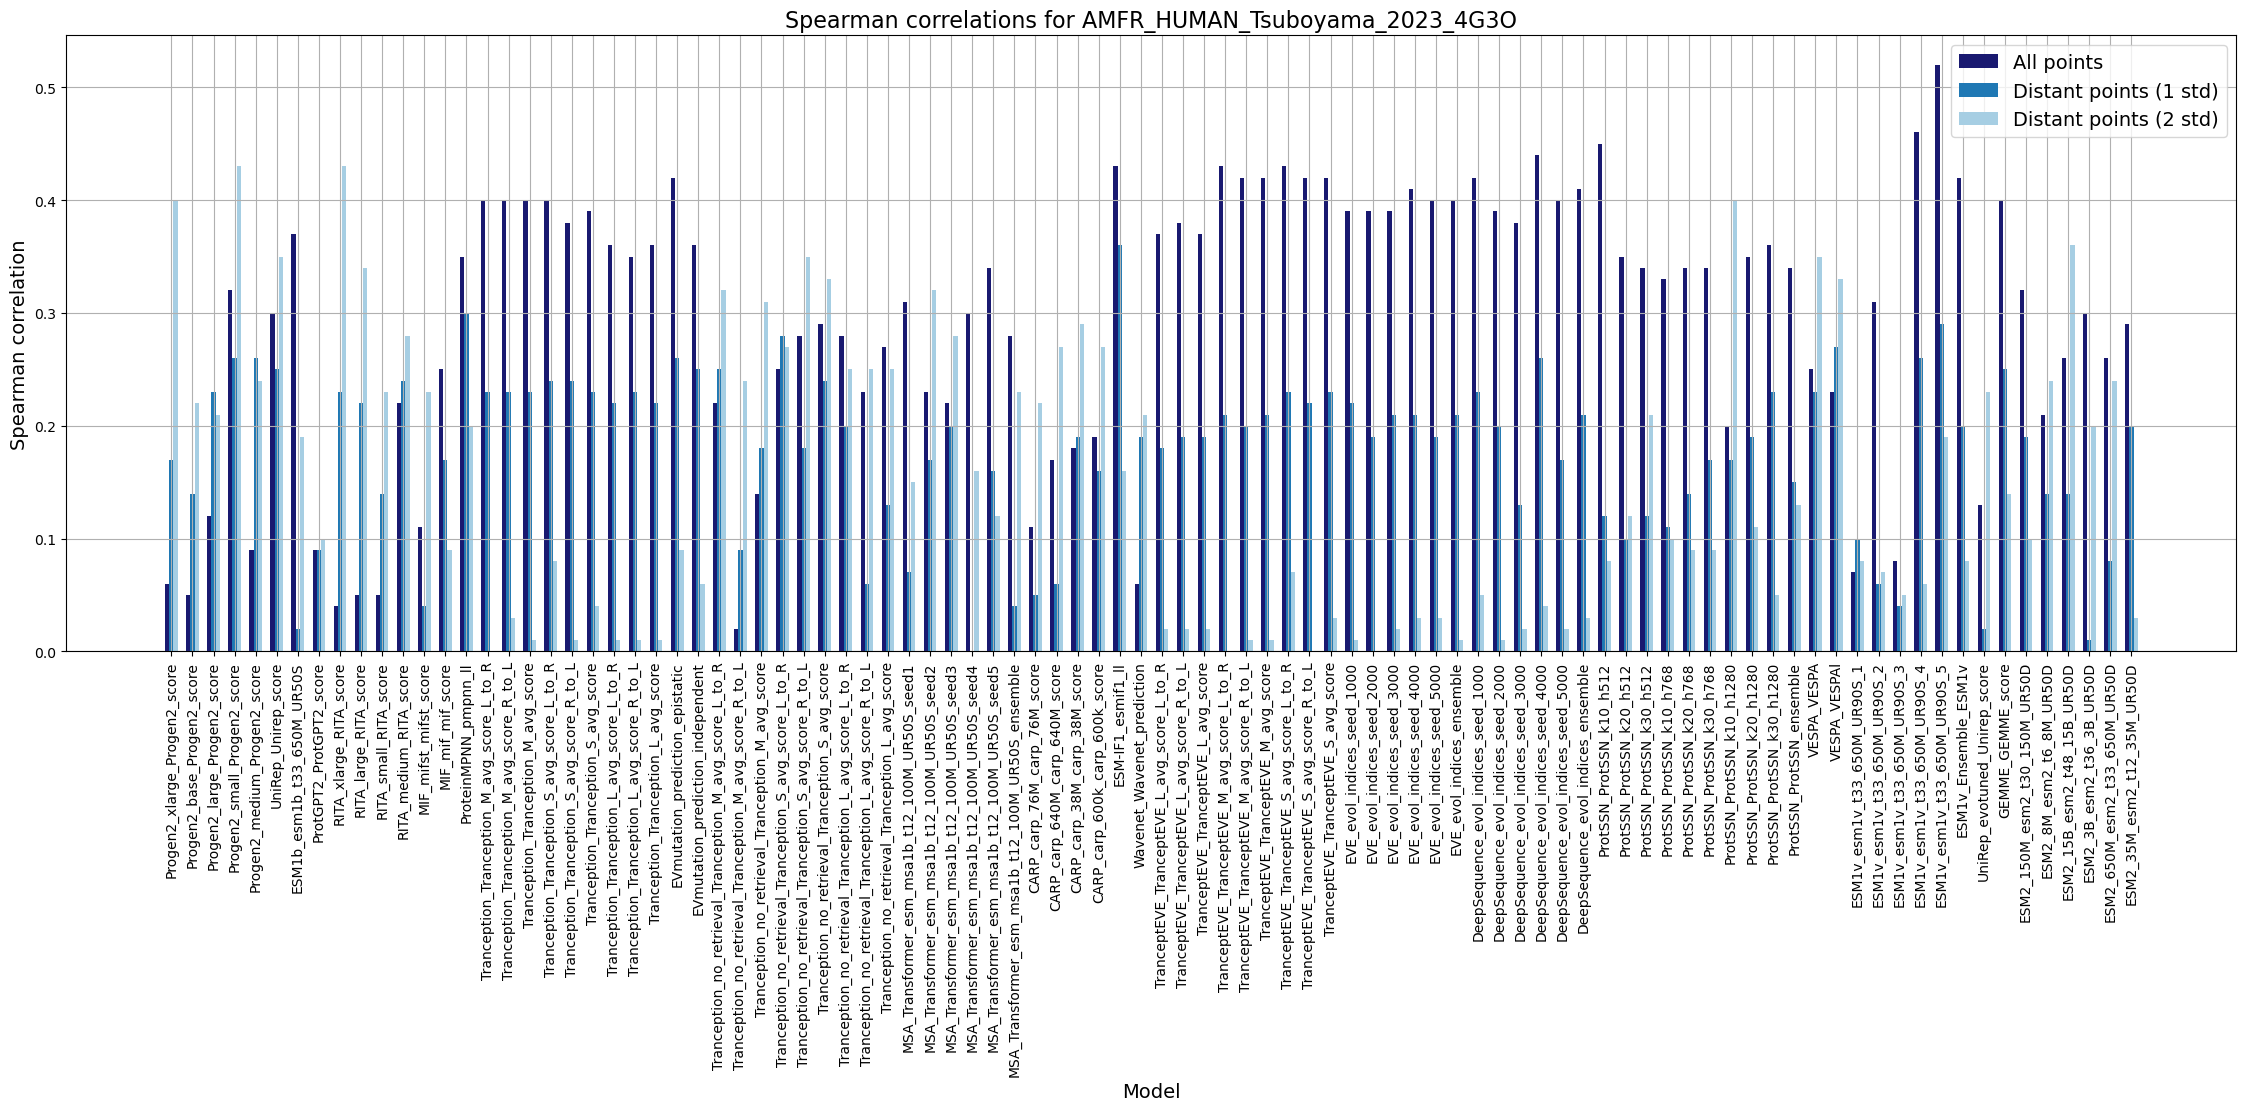 Spearman correlations for AMFR_HUMAN_Tsuboyama_2023_4G3O
All points
Distant points (1 std)
Distant points (2 std)
Spearman correlation
0.5
0.4
0.3
0.2
0.1
0.0
Progen2_xlarge_Progen2_score
Progen2_base_Progen2_score
Progen2_large_Progen2_score
Progen2_small_Progen2_score
Progen2_medium_Progen2_score
UniRep_Unirep_score
ESM1b_esm1b_t33_650M_UR50S
ProtGPT2_ProtGPT2_score
RITA_xlarge_RITA_score
RITA_large_RITA_score
RITA_small_RITA_score
RITA_medium_RITA_score
MIF_mifst_mifst_score
MIF_mif_mif_score
ProteinMPNN_pmpnn_ll
Tranception_Tranception_M_avg_score_L_to_R
Tranception_Tranception_M_avg_score_R_to_L
Tranception_Tranception_M_avg_score
Tranception_Tranception_S_avg_score_L_to_R
Tranception_Tranception_S_avg_score_R_to_L
Tranception_Tranception_S_avg_score
Tranception_Tranception_L_avg_score_L_to_R
Tranception_Tranception_L_avg_score_R_to_L
Tranception_Tranception_L_avg_score
EVmutation_prediction_epistatic
EVmutation_prediction_independent
Tranception_no_retrieval_Tranception_M_avg_score_L_to_R
Tranception_no_retrieval_Tranception_M_avg_score_R_to_L
Tranception_no_retrieval_Tranception_M_avg_score
Tranception_no_retrieval_Tranception_S_avg_score_L_to_R
Tranception_no_retrieval_Tranception_S_avg_score_R_to_L
Tranception_no_retrieval_Tranception_S_avg_score
Tranception_no_retrieval_Tranception_L_avg_score_L_to_R
Tranception_no_retrieval_Tranception_L_avg_score_R_to_L
Tranception_no_retrieval_Tranception_L_avg_score
MSA_Transformer_esm_msa1b_t12_100M_UR50S_seed1
MSA_Transformer_esm_msa1b_t12_100M_UR50S_seed2
MSA_Transformer_esm_msa1b_t12_100M_UR50S_seed3
MSA_Transformer_esm_msa1b_t12_100M_UR50S_seed4
MSA_Transformer_esm_msa1b_t12_100M_UR50S_seed5
MSA_Transformer_esm_msa1b_t12_100M_UR50S_ensemble
CARP_carp_76M_carp_76M_score
CARP_carp_640M_carp_640M_score
CARP_carp_38M_carp_38M_score
CARP_carp_600k_carp_600k_score
ESM-IF1_esmif1_ll
Wavenet_Wavenet_prediction
TranceptEVE_TranceptEVE_L_avg_score_L_to_R
TranceptEVE_TranceptEVE_L_avg_score_R_to_L
TranceptEVE_TranceptEVE_L_avg_score
TranceptEVE_TranceptEVE_M_avg_score_L_to_R
TranceptEVE_TranceptEVE_M_avg_score_R_to_L
TranceptEVE_TranceptEVE_M_avg_score
TranceptEVE_TranceptEVE_S_avg_score_L_to_R
TranceptEVE_TranceptEVE_S_avg_score_R_to_L
TranceptEVE_TranceptEVE_S_avg_score
EVE_evol_indices_seed_1000
EVE_evol_indices_seed_2000
EVE_evol_indices_seed_3000
EVE_evol_indices_seed_4000
EVE_evol_indices_seed_5000
EVE_evol_indices_ensemble
DeepSequence_evol_indices_seed_1000
DeepSequence_evol_indices_seed_2000
DeepSequence_evol_indices_seed_3000
DeepSequence_evol_indices_seed_4000
DeepSequence_evol_indices_seed_5000
DeepSequence_evol_indices_ensemble
ProtSSN_ProtSSN_k10_h512
ProtSSN_ProtSSN_k20_h512
ProtSSN_ProtSSN_k30_h512
ProtSSN_ProtSSN_k10_h768
ProtSSN_ProtSSN_k20_h768
ProtSSN_ProtSSN_k30_h768
ProtSSN_ProtSSN_k10_h1280
ProtSSN_ProtSSN_k20_h1280
ProtSSN_ProtSSN_k30_h1280
ProtSSN_ProtSSN_ensemble
VESPA_VESPA
VESPA_VESPAl
ESM1v_esm1v_t33_650M_UR90S_1
ESM1v_esm1v_t33_650M_UR90S_2
ESM1v_esm1v_t33_650M_UR90S_3
ESM1v_esm1v_t33_650M_UR90S_4
ESM1v_esm1v_t33_650M_UR90S_5
ESM1v_Ensemble_ESM1v
UniRep_evotuned_Unirep_score
GEMME_GEMME_score
ESM2_150M_esm2_t30_150M_UR50D
ESM2_8M_esm2_t6_8M_UR50D
ESM2_15B_esm2_t48_15B_UR50D
ESM2_3B_esm2_t36_3B_UR50D
ESM2_650M_esm2_t33_650M_UR50D
ESM2_35M_esm2_t12_35M_UR50D
Model